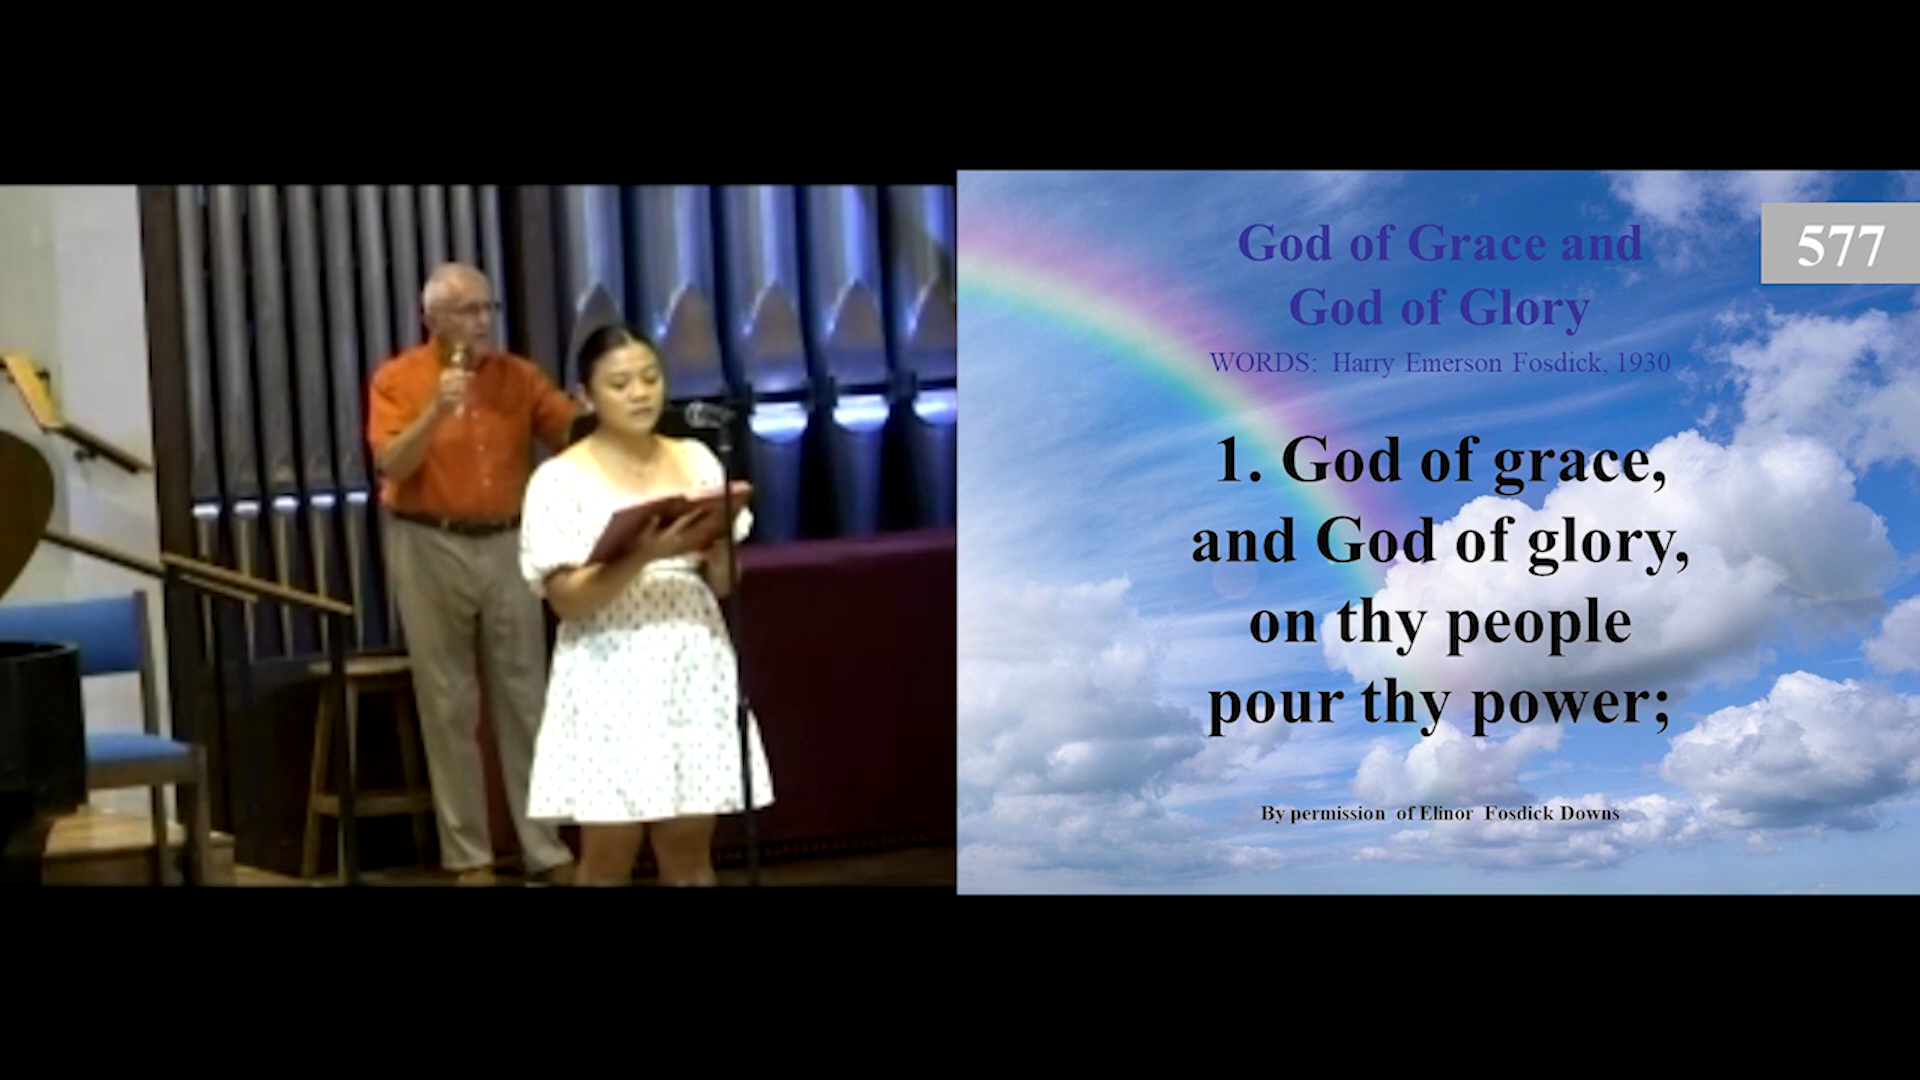 God of Grace and
God of Glory
577
WORDS: Harry Emerson Fosdick, 1930
1. God of grace,
and God of glory,
on thy people
pour thy power;
By permission of Elinor Fosdick Downs